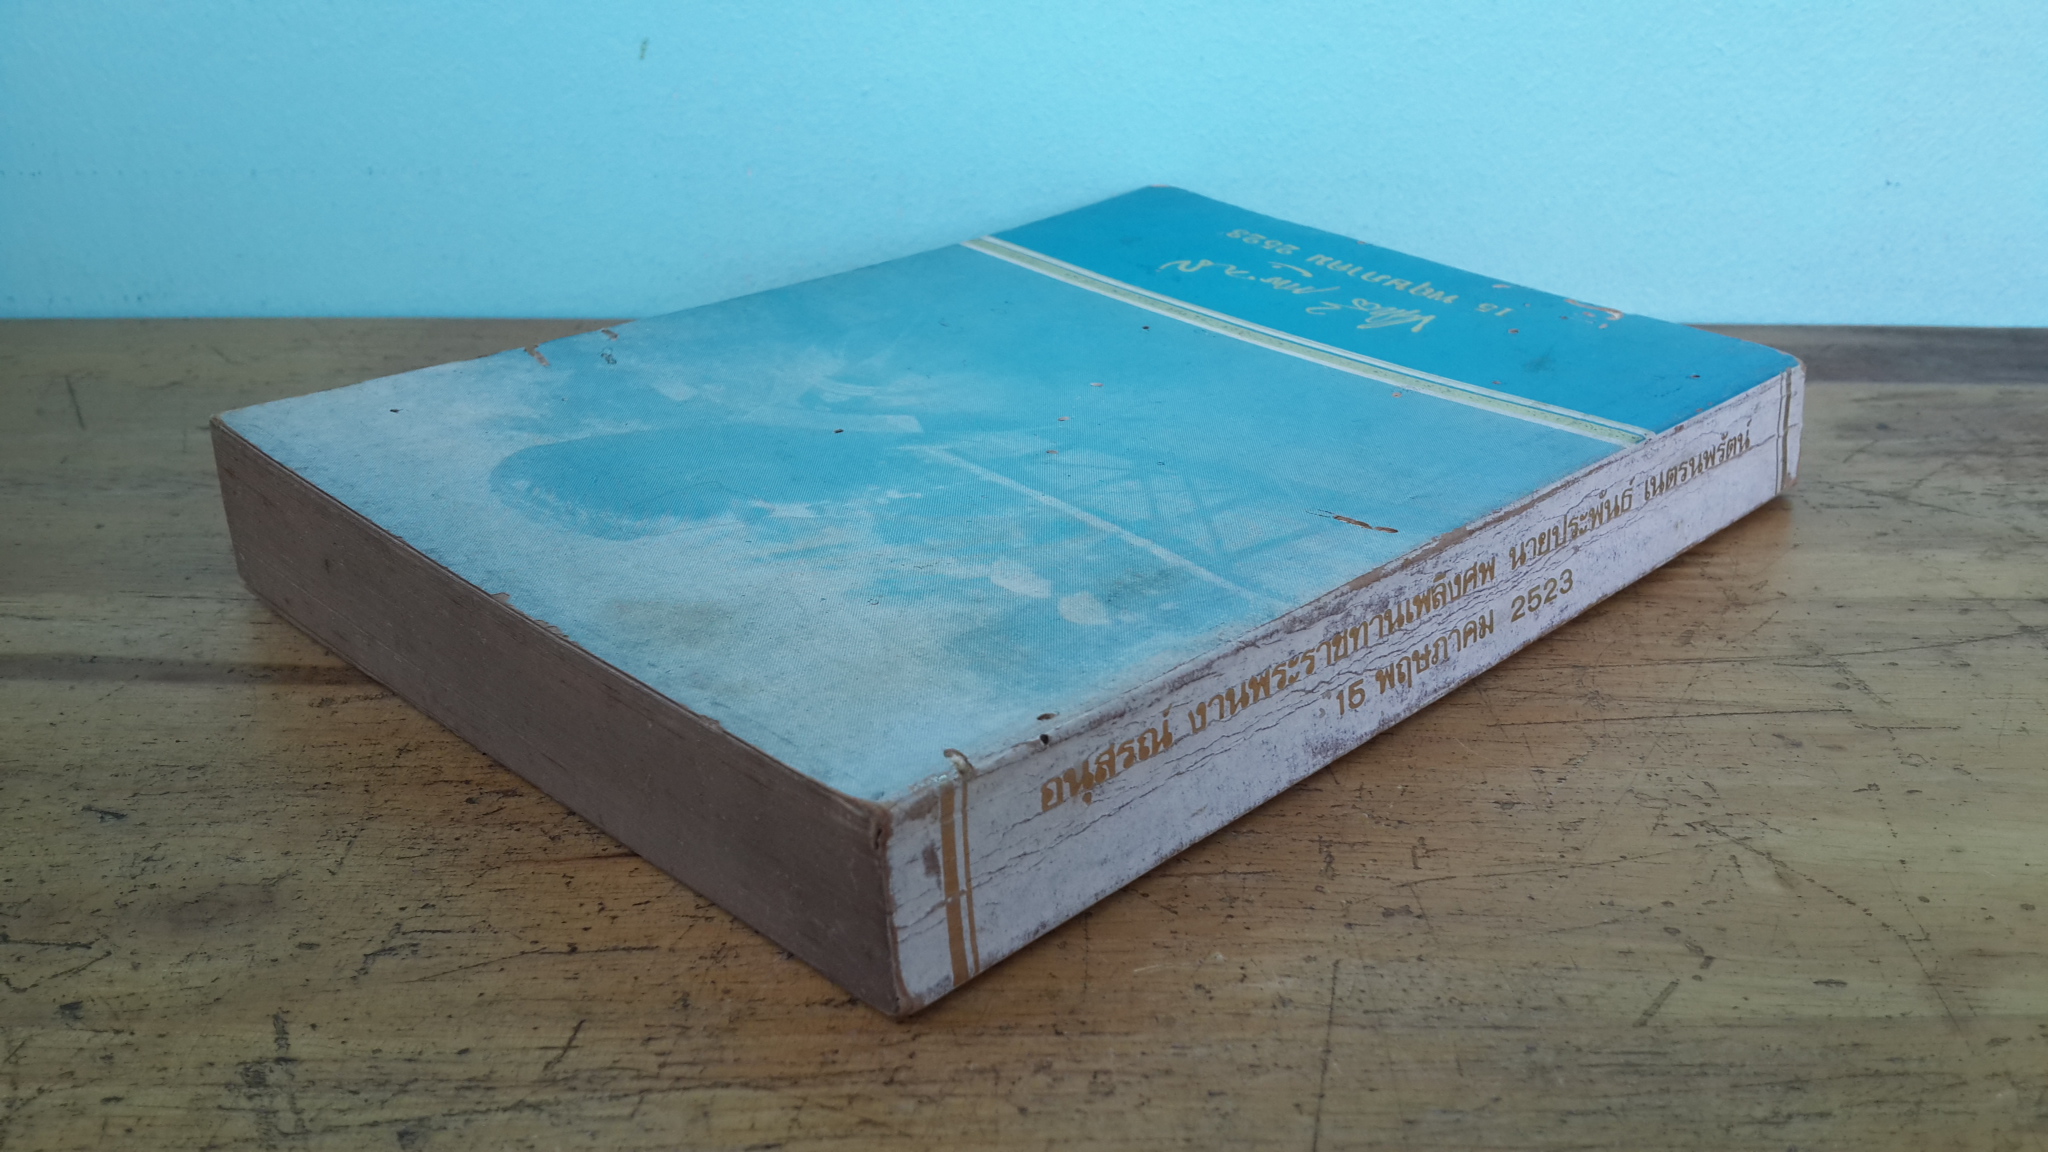 อนุสรณ์ งานพระราชทานเพลิงศพ นายประพันธ์ เนตรนพรัตน์
15 พฤษภาคม 2523
15 พฤษภาคม 2523